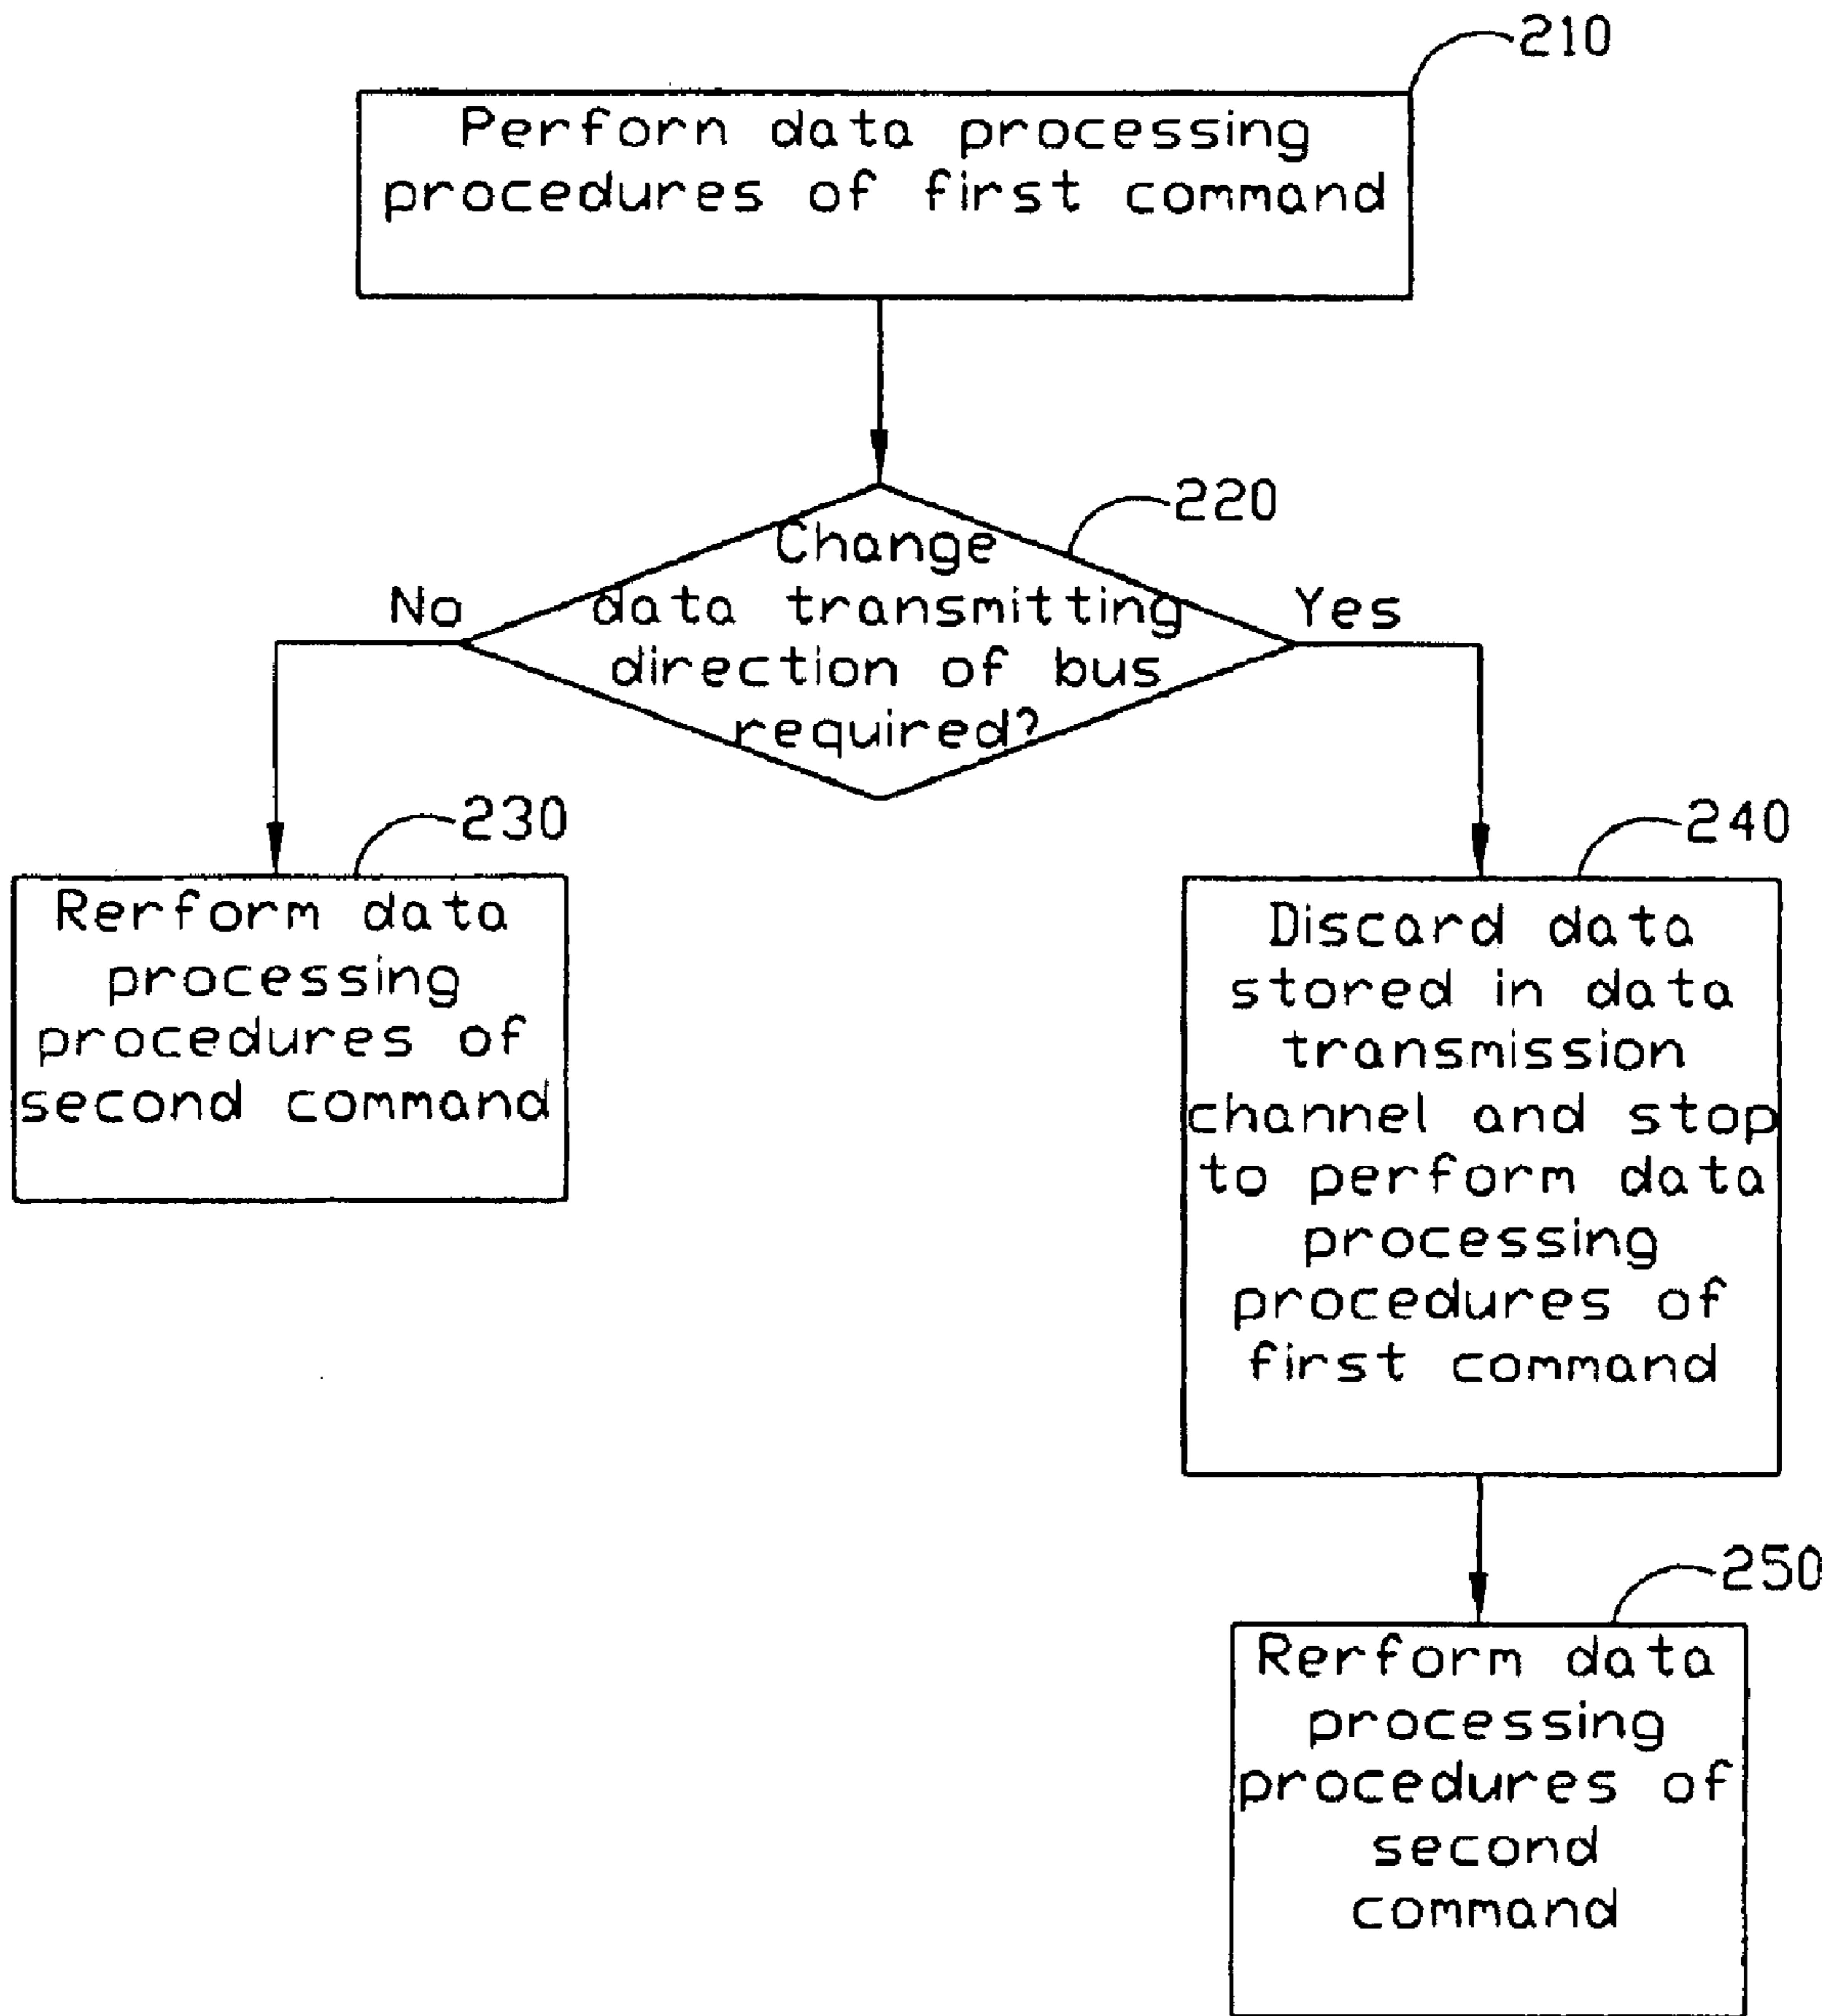 210
Perforn data processing
procedures of first command
220
Change
data transmitting
direction of bus
required?
No
Yes
230
Rerform data
processing
procedures of
second command
240
Discard data
stored in data
transmission
channel and stop
to perform data
processing
procedures of
first command
250
Rerform data
processing
procedures of
second
command